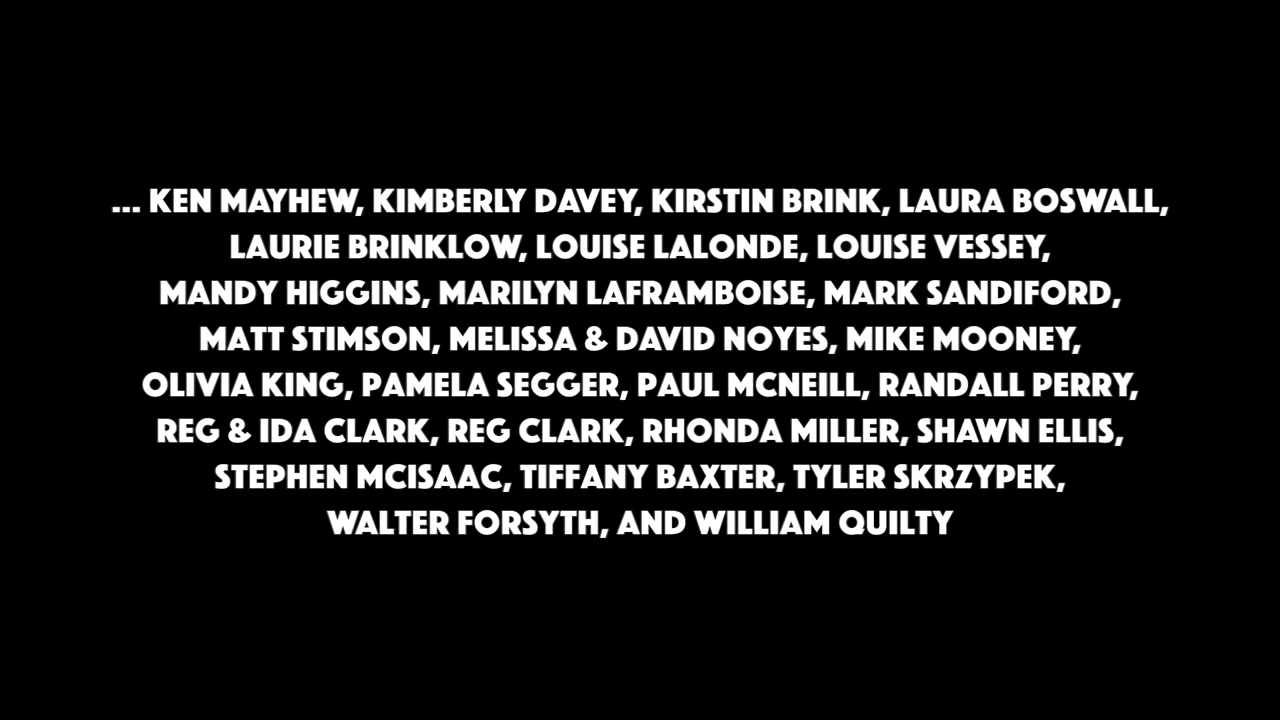 ... KEN MAYHEW, KIMBERLY DAVEY, KIRSTIN BRINK, LAURA BOSWALL,
LAURIE BRINKLOW, LOUISE LALONDE, LOUISE VESSEY,
MANDY HIGGINS, MARILYN LAFRAMBOISE, MARK SANDIFORD,
MATT STIMSON, MELISSA & DAVID NOYES, MIKE MOONEY,
OLIVIA KING, PAMELA SEGGER, PAUL MCNEILL, RANDALL PERRY,
REG & IDA CLARK, REG CLARK, RHONDA MILLER, SHAWN ELLIS,
STEPHEN MCISAAC, TIFFANY BAXTER, TYLER SKRZYPEK,
WALTER FORSYTH, AND WILLIAM QUILTY